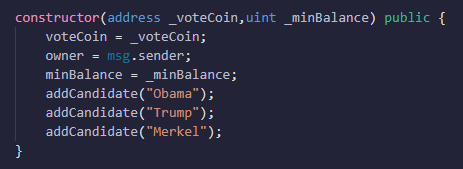 constructor(address _voteCoin,uint _minBalance) public {
voteCoin = _voteCoin;
owner = msg.sender;
minBalance = _minBalance;
addCandidate("Obama");
addCandidate("Trump");
addCandidate("Merkel");
}